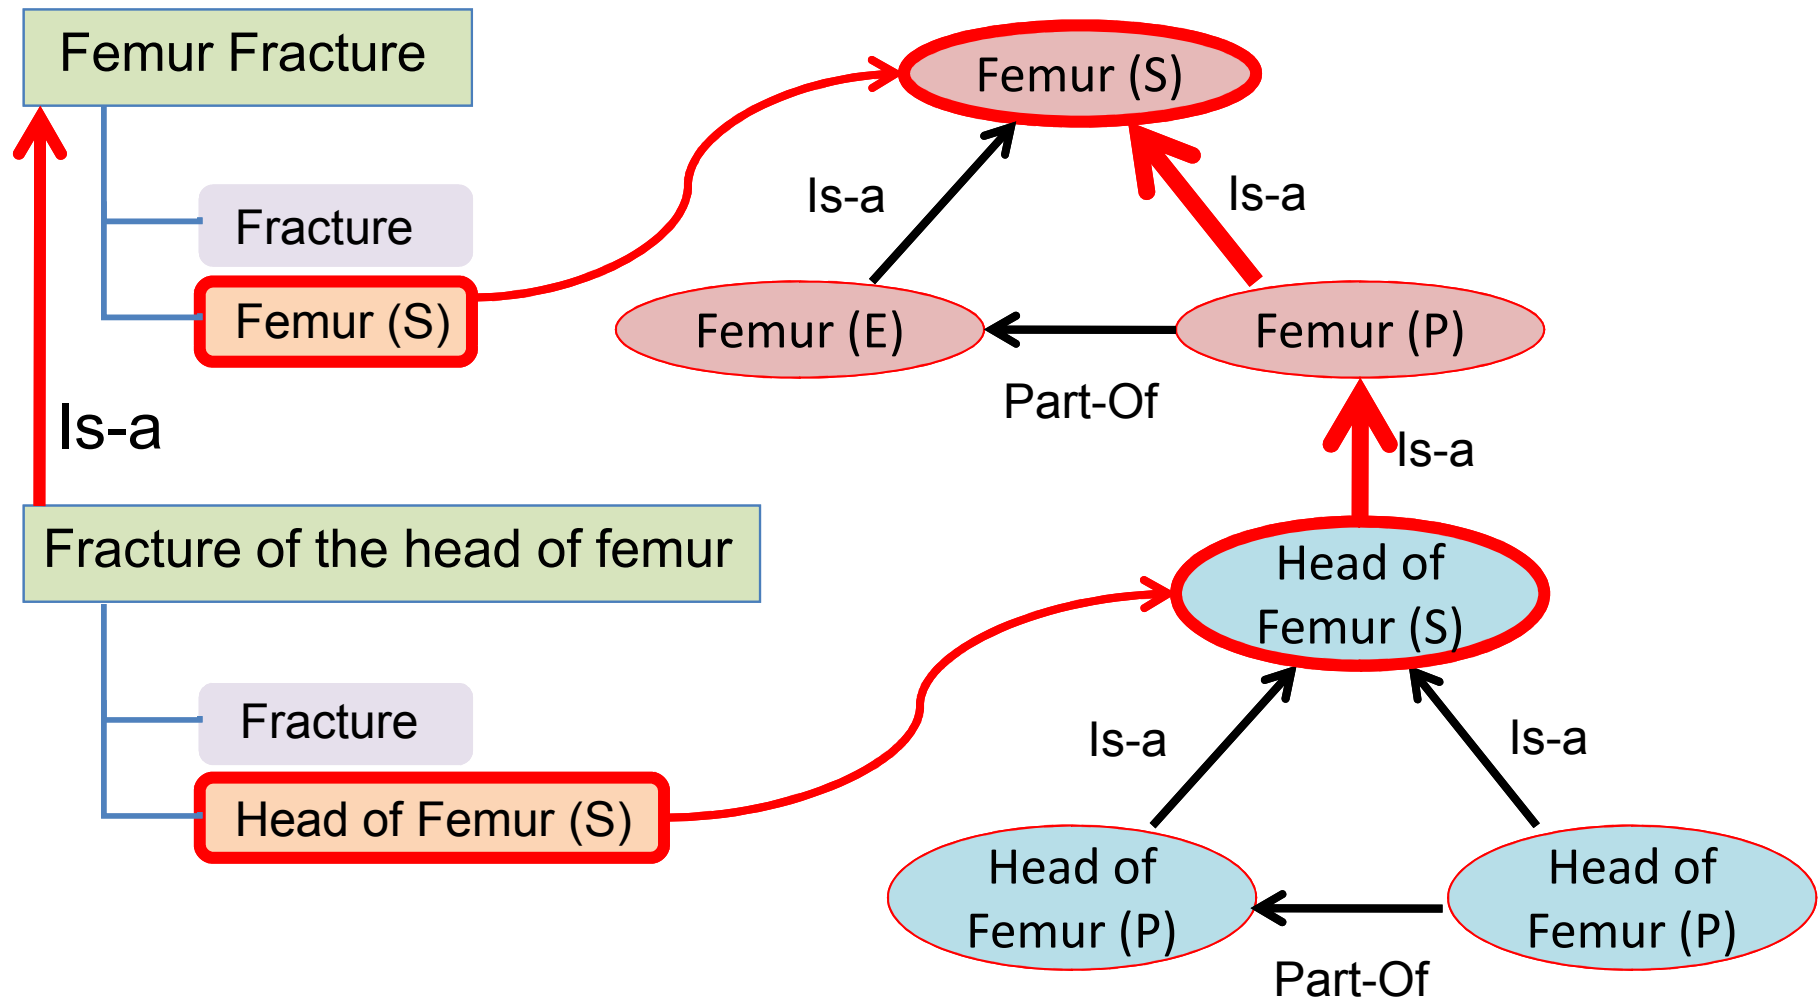 Femur Fracture
Femur (S)
Is-a
Is-a
Fracture
Femur (S)
Femur (E)
Femur (P)
Part-Of
Is-a
Is-a
Fracture of the head of femur
Head of
Femur (S)
Fracture
Is-a
Is-a
Head of Femur (S)
Head of
Femur (P)
Head of
Femur (P)
Part-Of